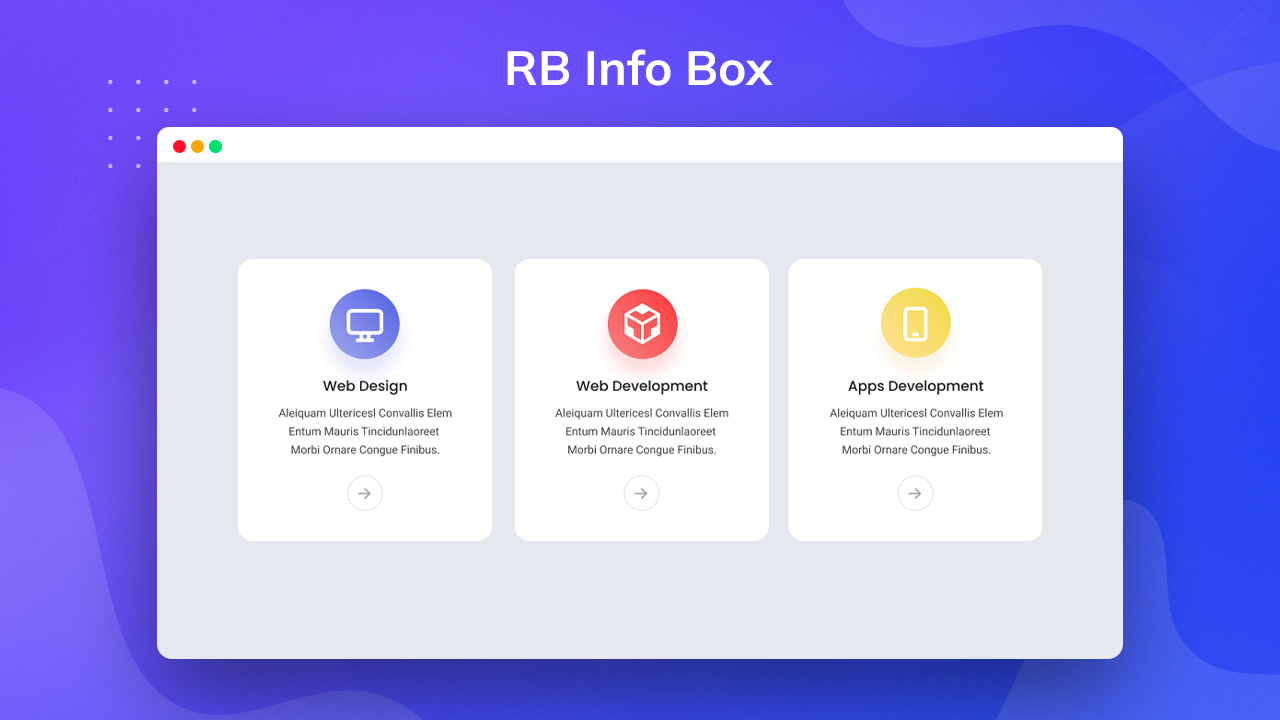 RB Info Box
Web Design
Aleiquam Ultericesl Convallis Elem
Entum Mauris Tincidunlaoreet
Morbi Ornare Congue Finibus.
Web Development
Aleiquam Ultericesl Convallis Elem
Entum Mauris Tincidunlaoreet
Morbi Ornare Congue Finibus.
Apps Development
Aleiquam Ultericesl Convallis Elem
Entum Mauris Tincidunlaoreet
Morbi Ornare Congue Finibus.